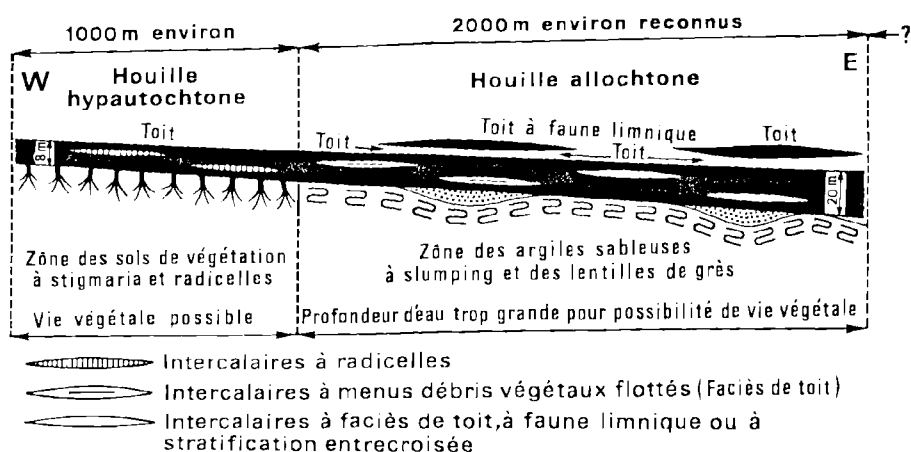 1000m environ
2000m environ reconnus
?
W
E
Houille
hypautochtone
Houille allochtone
Toit
Toit
Toit à faune limnique
Toit
Toit
8 m
20 m
Zône des sols de végétation
à stigmaria et radicelles
Zône des argiles sableuses
à slumping et des lentilles de grès
Vie végétale possible
Profondeur d'eau trop grande pour possibilité de vie végétale
Intercalaires à radicelles
Intercalaires à menus débris végétaux flottés (Faciès de toit)
Intercalaires à faciès de toit, à faune limnique ou à
stratification entrecroisée